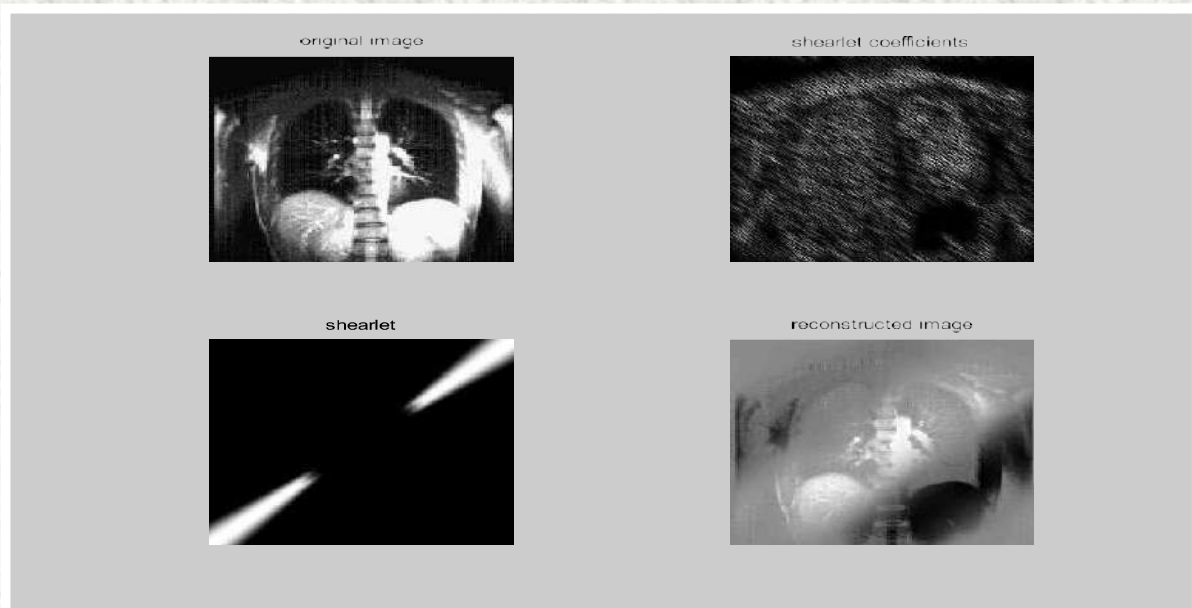 original image
shearlet coefficients
shearlet
reconstructed image